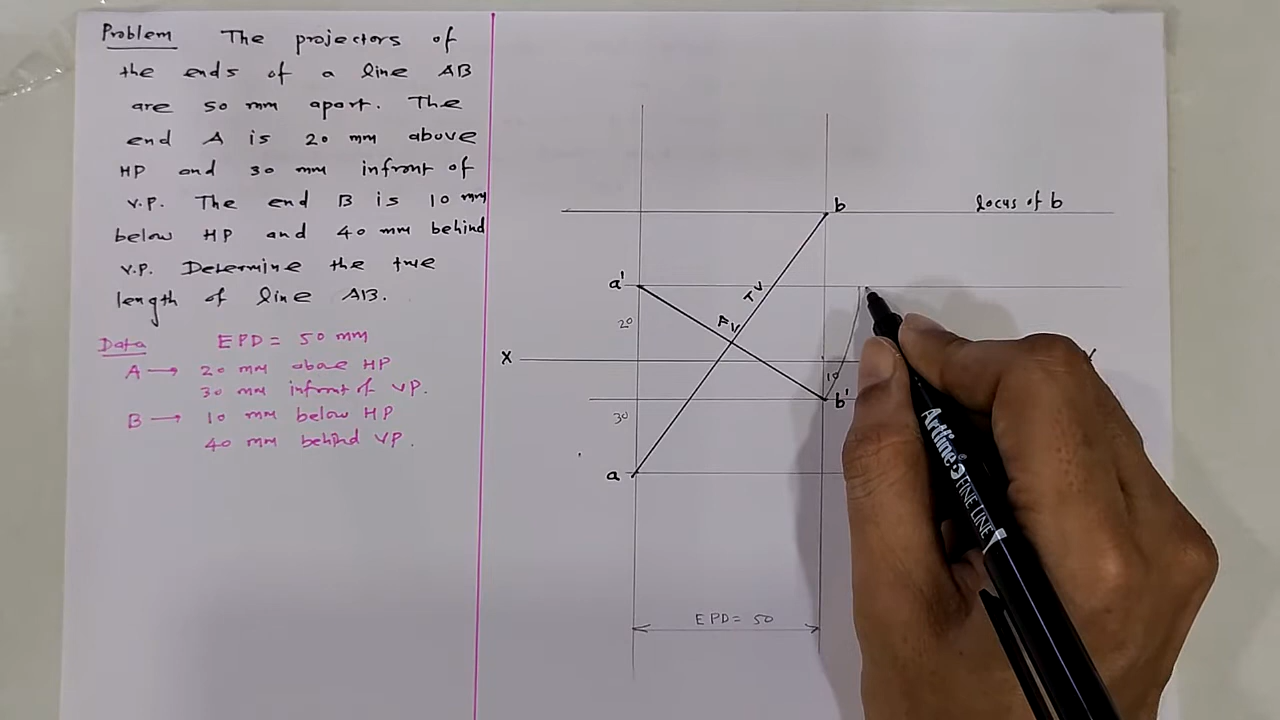 Problem The projectors of
the ends of a line AB
are 50 mm apart. The
end A is 20 mm above
HP and 30 mm infront of
V.P. The end B is 10 mm
below HP and 40 mm behind
V.P. Determine the true
length of line AB.
Data EPD = 50 mm
A → 20 mm above HP
30 mm infront of VP.
B → 10 mm below HP
40 mm behind VP.
b locus of b
a'
TV
20
FV
X
10
b'
30
a
EPD = 50
Artline FINE LINE